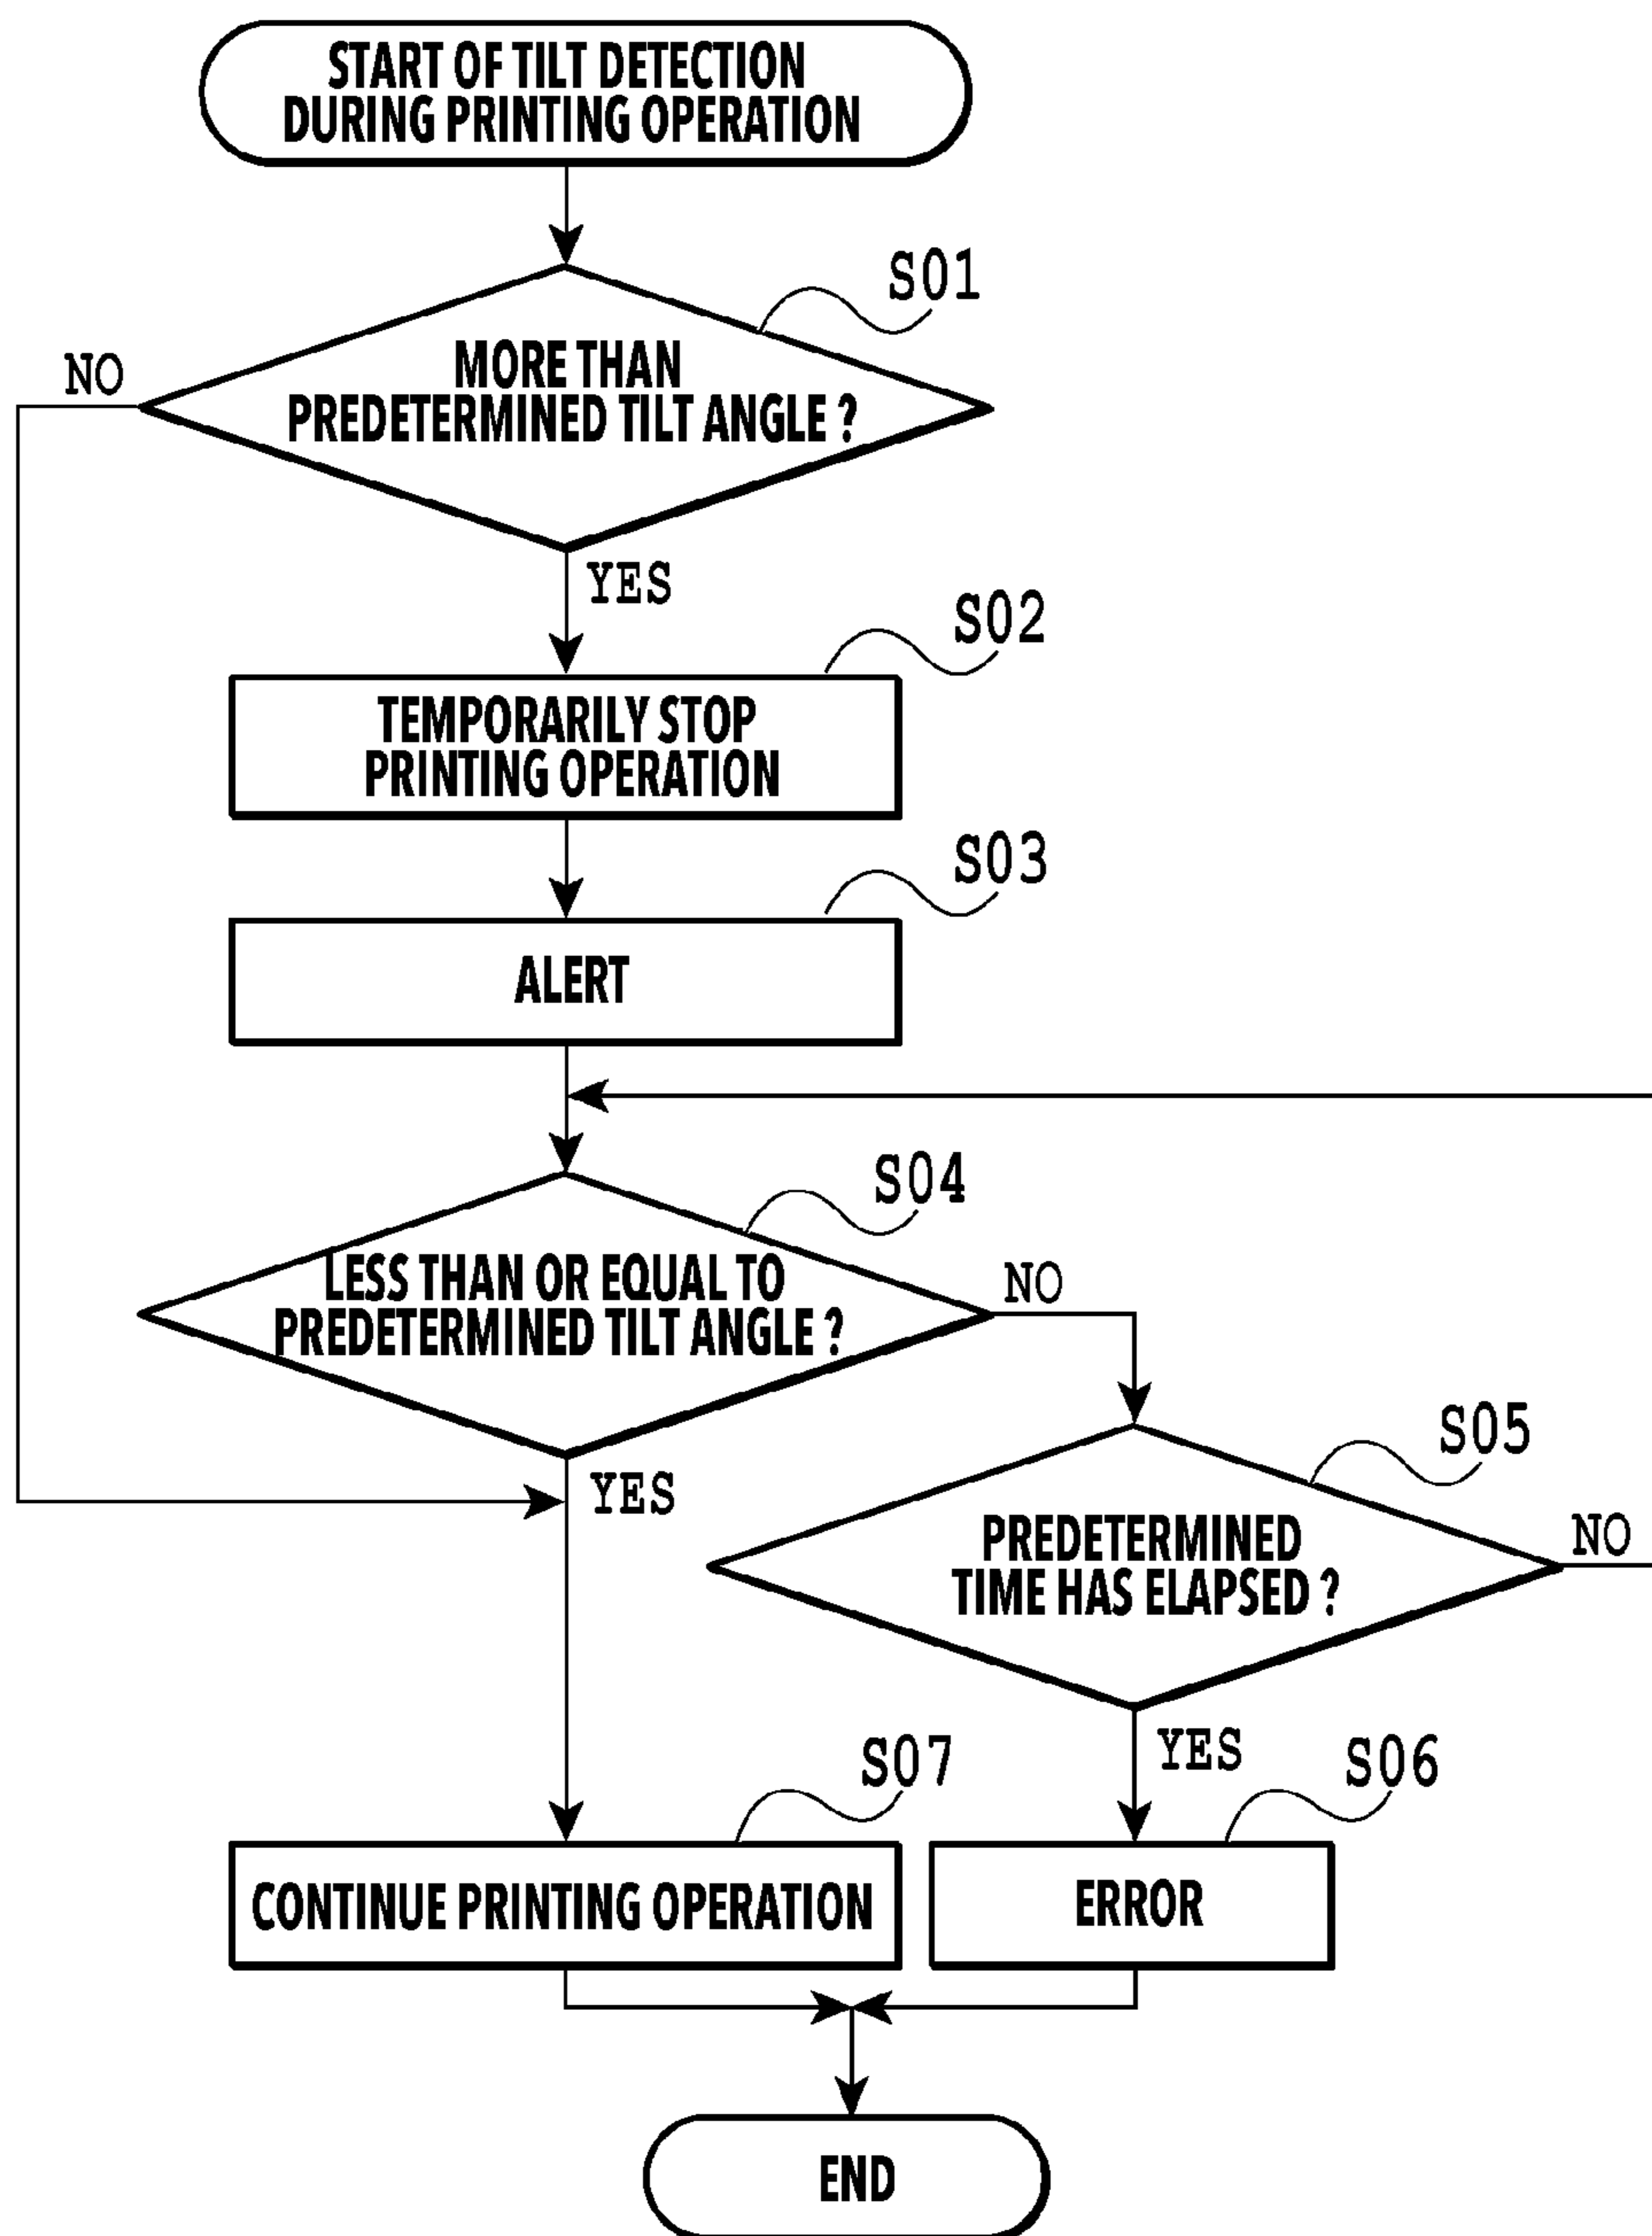 START OF TILT DETECTION
DURING PRINTING OPERATION
S01
MORE THAN
PREDETERMINED TILT ANGLE ?
NO
YES
S02
TEMPORARILY STOP
PRINTING OPERATION
S03
ALERT
S04
LESS THAN OR EQUAL TO
PREDETERMINED TILT ANGLE ?
NO
YES
S05
PREDETERMINED
TIME HAS ELAPSED ?
NO
YES
S07
S06
CONTINUE PRINTING OPERATION
ERROR
END